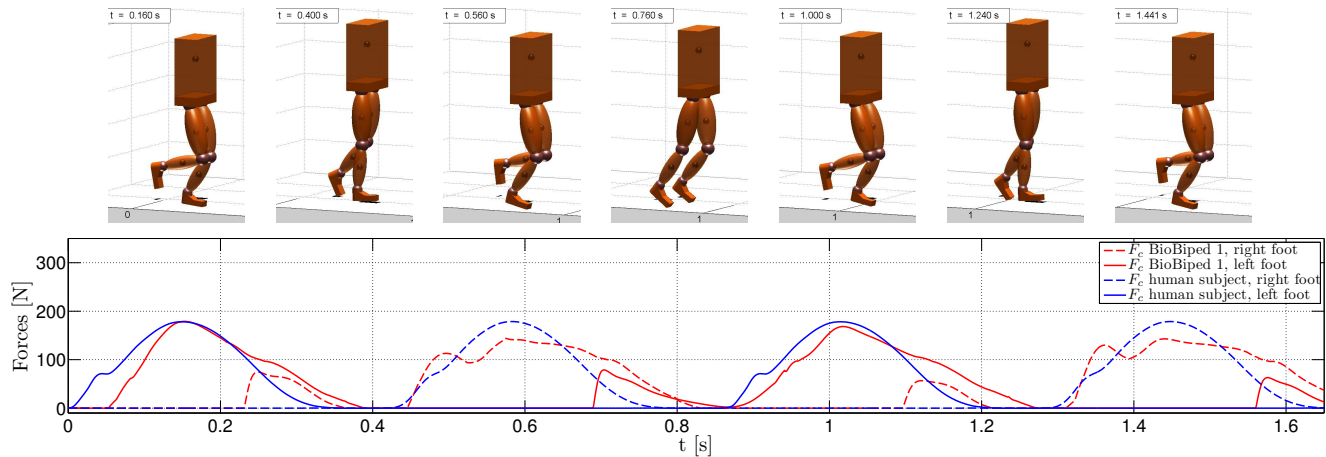 t = 0.160 s
t = 0.400 s
t = 0.560 s
t = 0.760 s
t = 1.000 s
t = 1.240 s
t = 1.441 s
0
1
1
1
1
Forces [N]
300
200
100
0
F_c BioBiped 1, right foot
F_c BioBiped 1, left foot
F_c human subject, right foot
F_c human subject, left foot
0 0.2 0.4 0.6 0.8 1 1.2 1.4 1.6
t [s]